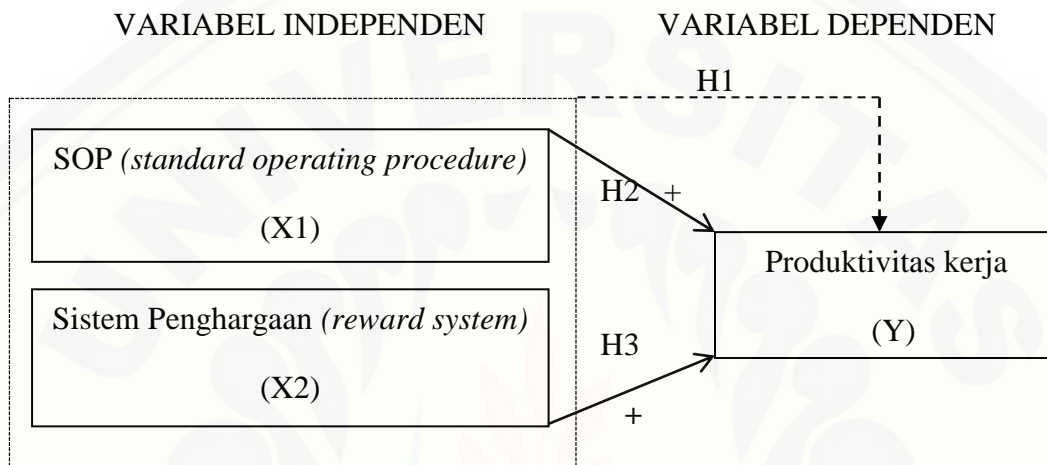 VARIABEL INDEPENDEN
VARIABEL DEPENDEN
H1
SOP (standard operating procedure)
(X1)
H2 +
Produktivitas kerja
(Y)
Sistem Penghargaan (reward system)
(X2)
H3
+
UNIVERSITAS